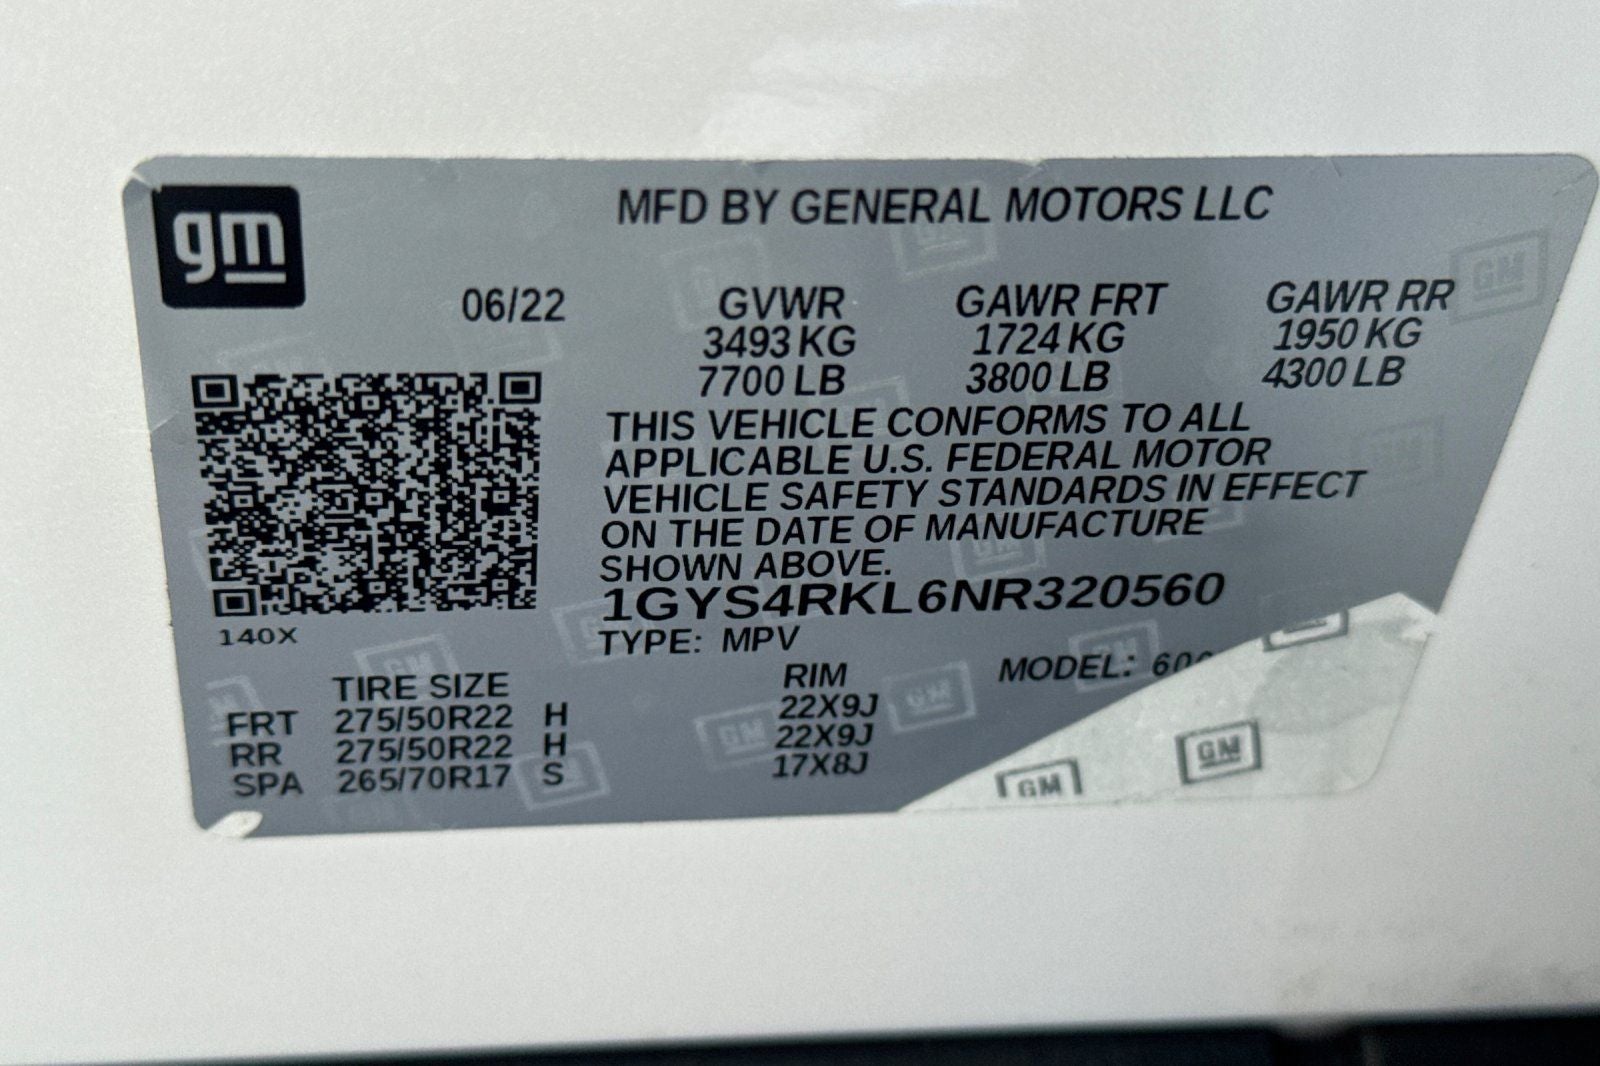 gm
MFD BY GENERAL MOTORS LLC
06/22 GVWR GAWR FRT GAWR RR
3493 KG 1724 KG 1950 KG
7700 LB 3800 LB 4300 LB
THIS VEHICLE CONFORMS TO ALL
APPLICABLE U.S. FEDERAL MOTOR
VEHICLE SAFETY STANDARDS IN EFFECT
ON THE DATE OF MANUFACTURE
SHOWN ABOVE.
1GYS4RKL6NR320560
140X
TYPE: MPV
MODEL:
TIRE SIZE RIM
FRT 275/50R22 H 22X9J
RR 275/50R22 H 22X9J
SPA 265/70R17 S 17X8J
GM
GM